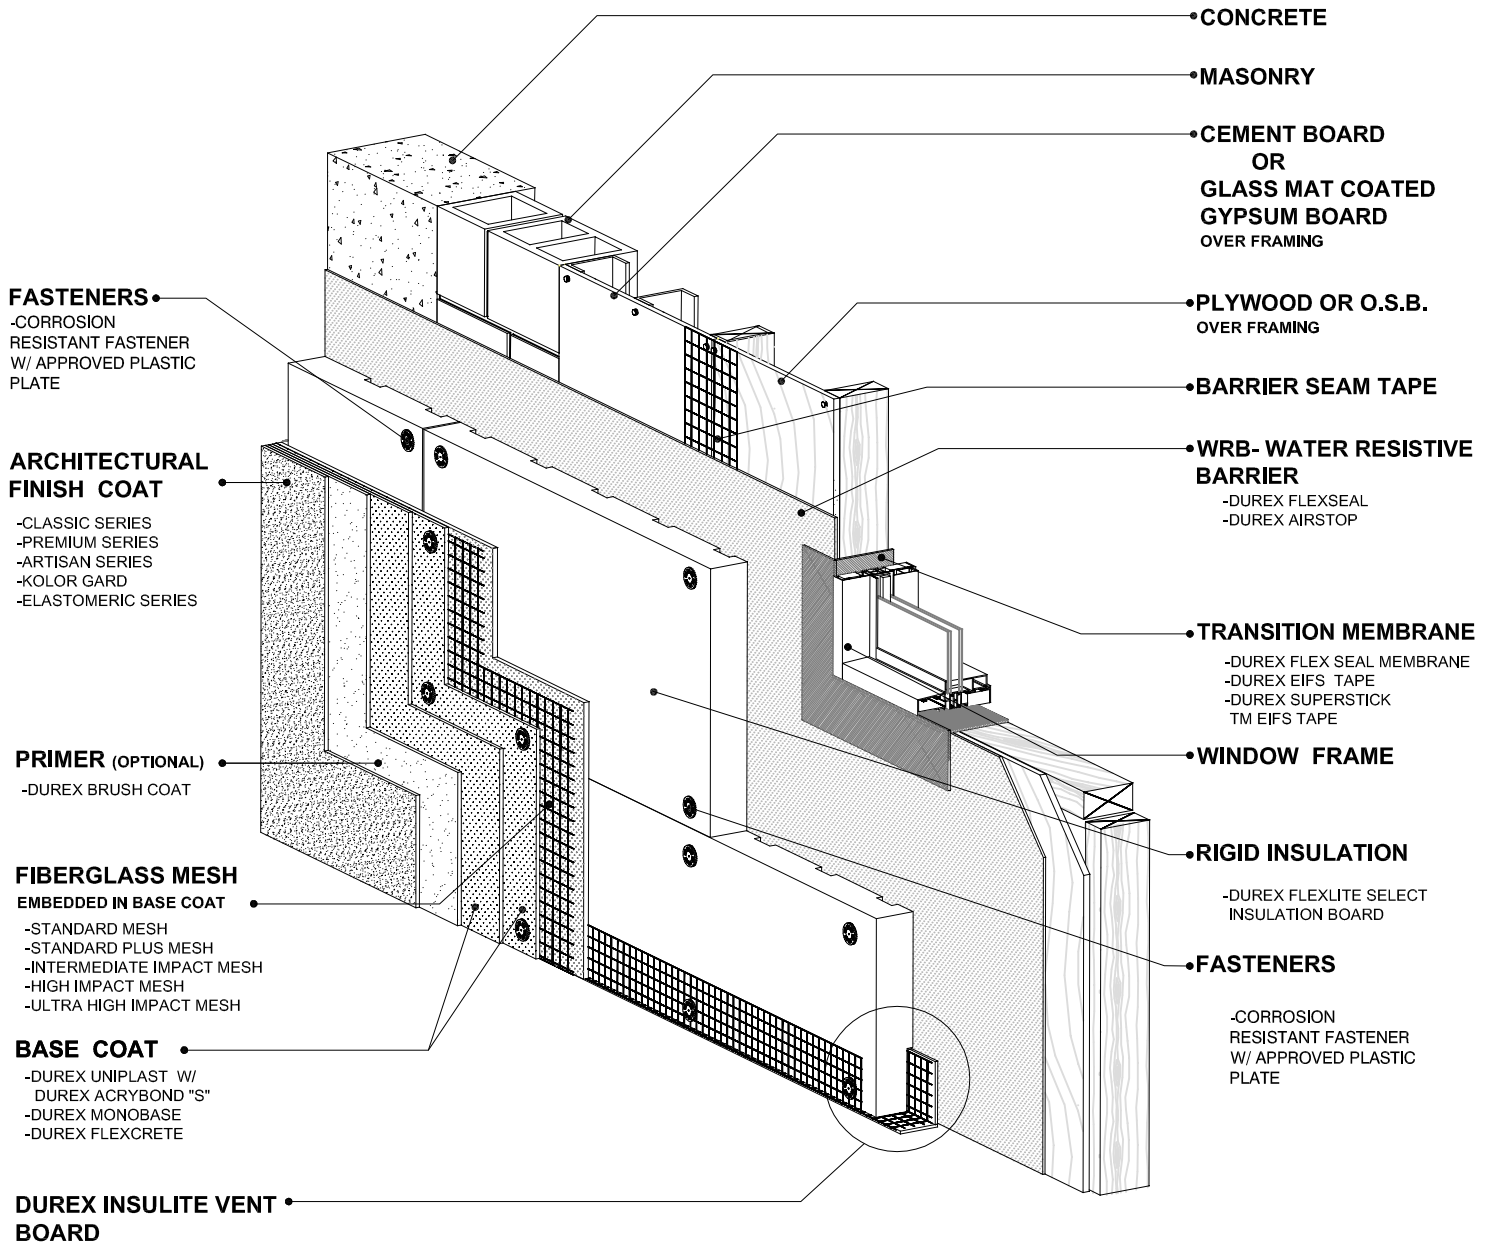 CONCRETE
MASONRY
CEMENT BOARD
OR
GLASS MAT COATED
GYPSUM BOARD
OVER FRAMING
PLYWOOD OR O.S.B.
OVER FRAMING
BARRIER SEAM TAPE
WRB- WATER RESISTIVE
BARRIER
-DUREX FLEXSEAL
-DUREX AIRSTOP
TRANSITION MEMBRANE
-DUREX FLEX SEAL MEMBRANE
-DUREX EIFS TAPE
-DUREX SUPERSTICK
TM EIFS TAPE
WINDOW FRAME
RIGID INSULATION
-DUREX FLEXLITE SELECT
INSULATION BOARD
FASTENERS
-CORROSION
RESISTANT FASTENER
W/ APPROVED PLASTIC
PLATE
FASTENERS
-CORROSION
RESISTANT FASTENER
W/ APPROVED PLASTIC
PLATE
ARCHITECTURAL
FINISH COAT
-CLASSIC SERIES
-PREMIUM SERIES
-ARTISAN SERIES
-KOLOR GARD
-ELASTOMERIC SERIES
PRIMER (OPTIONAL)
-DUREX BRUSH COAT
FIBERGLASS MESH
EMBEDDED IN BASE COAT
-STANDARD MESH
-STANDARD PLUS MESH
-INTERMEDIATE IMPACT MESH
-HIGH IMPACT MESH
-ULTRA HIGH IMPACT MESH
BASE COAT
-DUREX UNIPLAST W/
DUREX ACRYBOND "S"
-DUREX MONOBASE
-DUREX FLEXCRETE
DUREX INSULITE VENT
BOARD